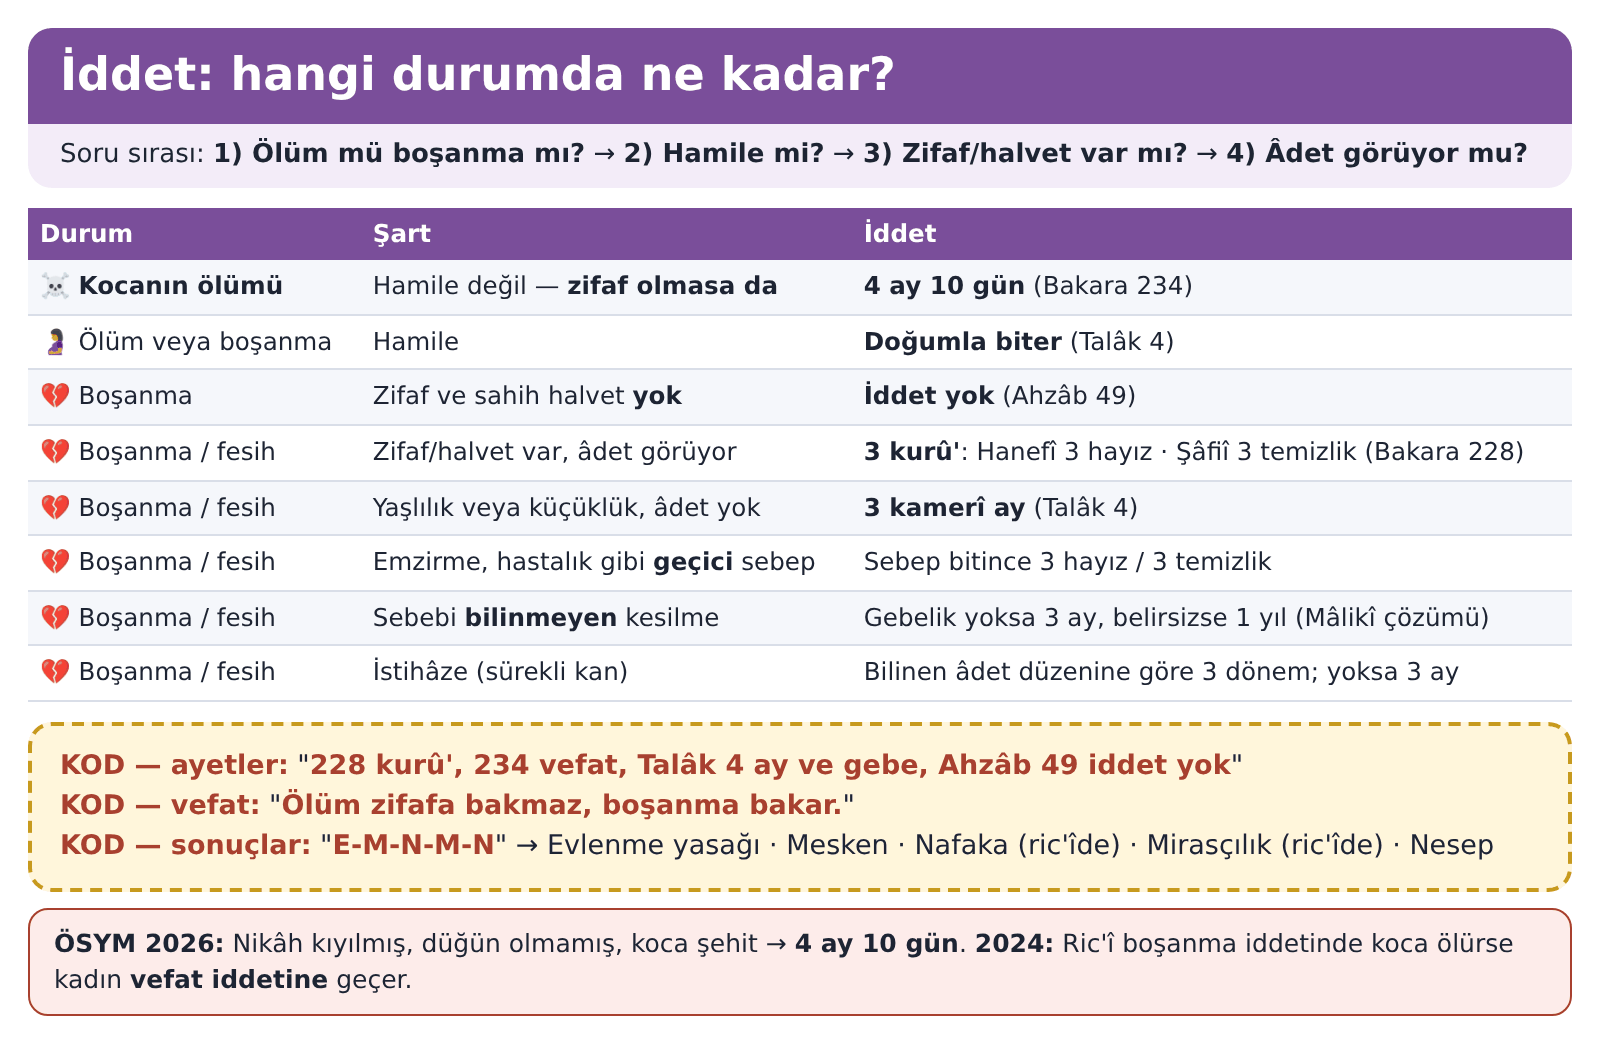 İddet: hangi durumda ne kadar?
Soru sırası: 1) Ölüm mü boşanma mı? → 2) Hamile mi? → 3) Zifaf/halvet var mı? → 4) Âdet görüyor mu?
Durum Şart İddet
☠️ Kocanın ölümü Hamile değil — zifaf olmasa da 4 ay 10 gün (Bakara 234)
🤰 Ölüm veya boşanma Hamile Doğumla biter (Talâk 4)
💔 Boşanma Zifaf ve sahih halvet yok İddet yok (Ahzâb 49)
💔 Boşanma / fesih Zifaf/halvet var, âdet görüyor 3 kurû': Hanefî 3 hayız · Şâfiî 3 temizlik (Bakara 228)
💔 Boşanma / fesih Yaşlılık veya küçüklük, âdet yok 3 kamerî ay (Talâk 4)
💔 Boşanma / fesih Emzirme, hastalık gibi geçici sebep Sebep bitince 3 hayız / 3 temizlik
💔 Boşanma / fesih Sebebi bilinmeyen kesilme Gebelik yoksa 3 ay, belirsizse 1 yıl (Mâlikî çözümü)
💔 Boşanma / fesih İstihâze (sürekli kan) Bilinen âdet düzenine göre 3 dönem; yoksa 3 ay
KOD — ayetler: "228 kurû', 234 vefat, Talâk 4 ay ve gebe, Ahzâb 49 iddet yok"
KOD — vefat: "Ölüm zifafa bakmaz, boşanma bakar."
KOD — sonuçlar: "E-M-N-M-N" → Evlenme yasağı · Mesken · Nafaka (ric'îde) · Mirasçılık (ric'îde) · Nesep
ÖSYM 2026: Nikâh kıyılmış, düğün olmamış, koca şehit → 4 ay 10 gün. 2024: Ric'î boşanma iddetinde koca ölürse
kadın vefat iddetine geçer.